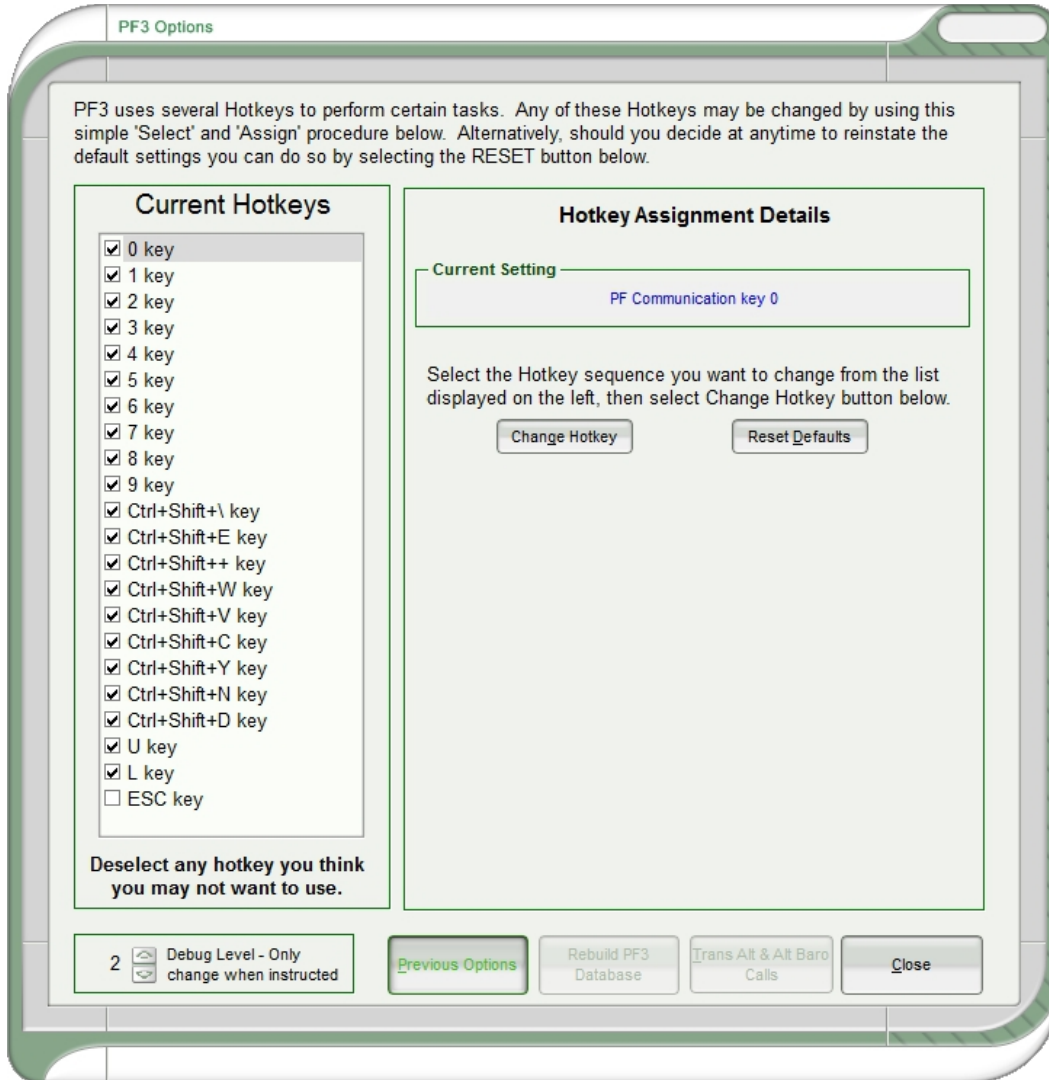 PF3 Options
PF3 uses several Hotkeys to perform certain tasks. Any of these Hotkeys may be changed by using this
simple 'Select' and 'Assign' procedure below. Alternatively, should you decide at anytime to reinstate the
default settings you can do so by selecting the RESET button below.
Current Hotkeys
0 key
1 key
2 key
3 key
4 key
5 key
6 key
7 key
8 key
9 key
Ctrl+Shift+\ key
Ctrl+Shift+E key
Ctrl+Shift++ key
Ctrl+Shift+W key
Ctrl+Shift+V key
Ctrl+Shift+C key
Ctrl+Shift+Y key
Ctrl+Shift+N key
Ctrl+Shift+D key
U key
L key
ESC key
Deselect any hotkey you think
you may not want to use.
Hotkey Assignment Details
Current Setting
PF Communication key 0
Select the Hotkey sequence you want to change from the list
displayed on the left, then select Change Hotkey button below.
Change Hotkey
Reset Defaults
2
Debug Level - Only
change when instructed
Previous Options
Rebuild PF3
Database
Trans Alt & Alt Baro
Calls
Close